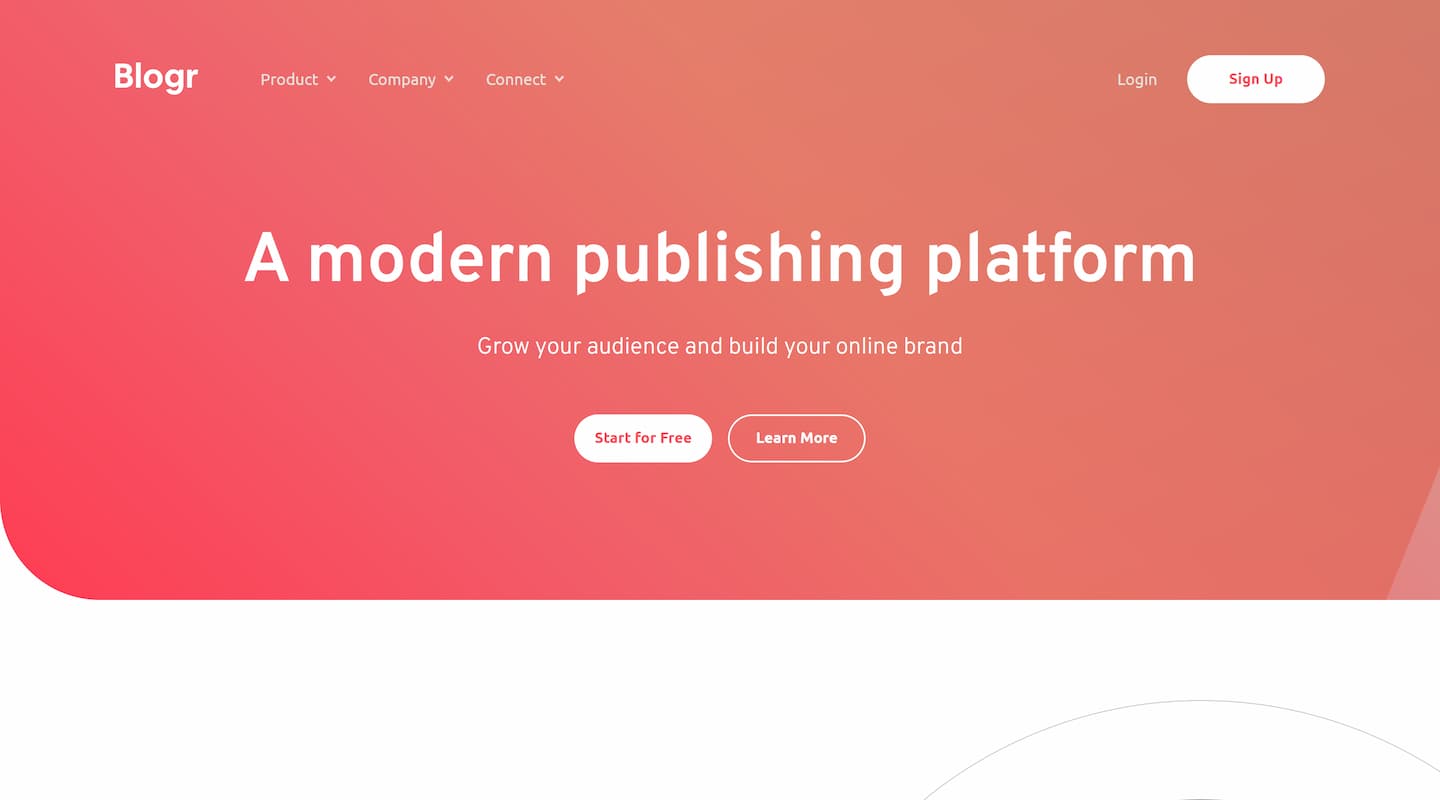 Blogr Product Company Connect Login Sign Up
A modern publishing platform
Grow your audience and build your online brand
Start for Free Learn More